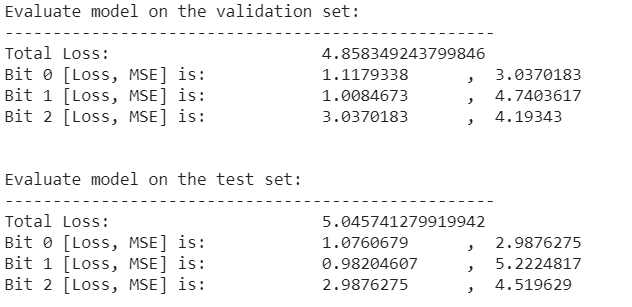 Evaluate model on the validation set:
--------------------------------------------------
Total Loss: 4.858349243799846
Bit 0 [Loss, MSE] is: 1.1179338 , 3.0370183
Bit 1 [Loss, MSE] is: 1.0084673 , 4.7403617
Bit 2 [Loss, MSE] is: 3.0370183 , 4.19343
Evaluate model on the test set:
--------------------------------------------------
Total Loss: 5.045741279919942
Bit 0 [Loss, MSE] is: 1.0760679 , 2.9876275
Bit 1 [Loss, MSE] is: 0.98204607 , 5.2224817
Bit 2 [Loss, MSE] is: 2.9876275 , 4.519629